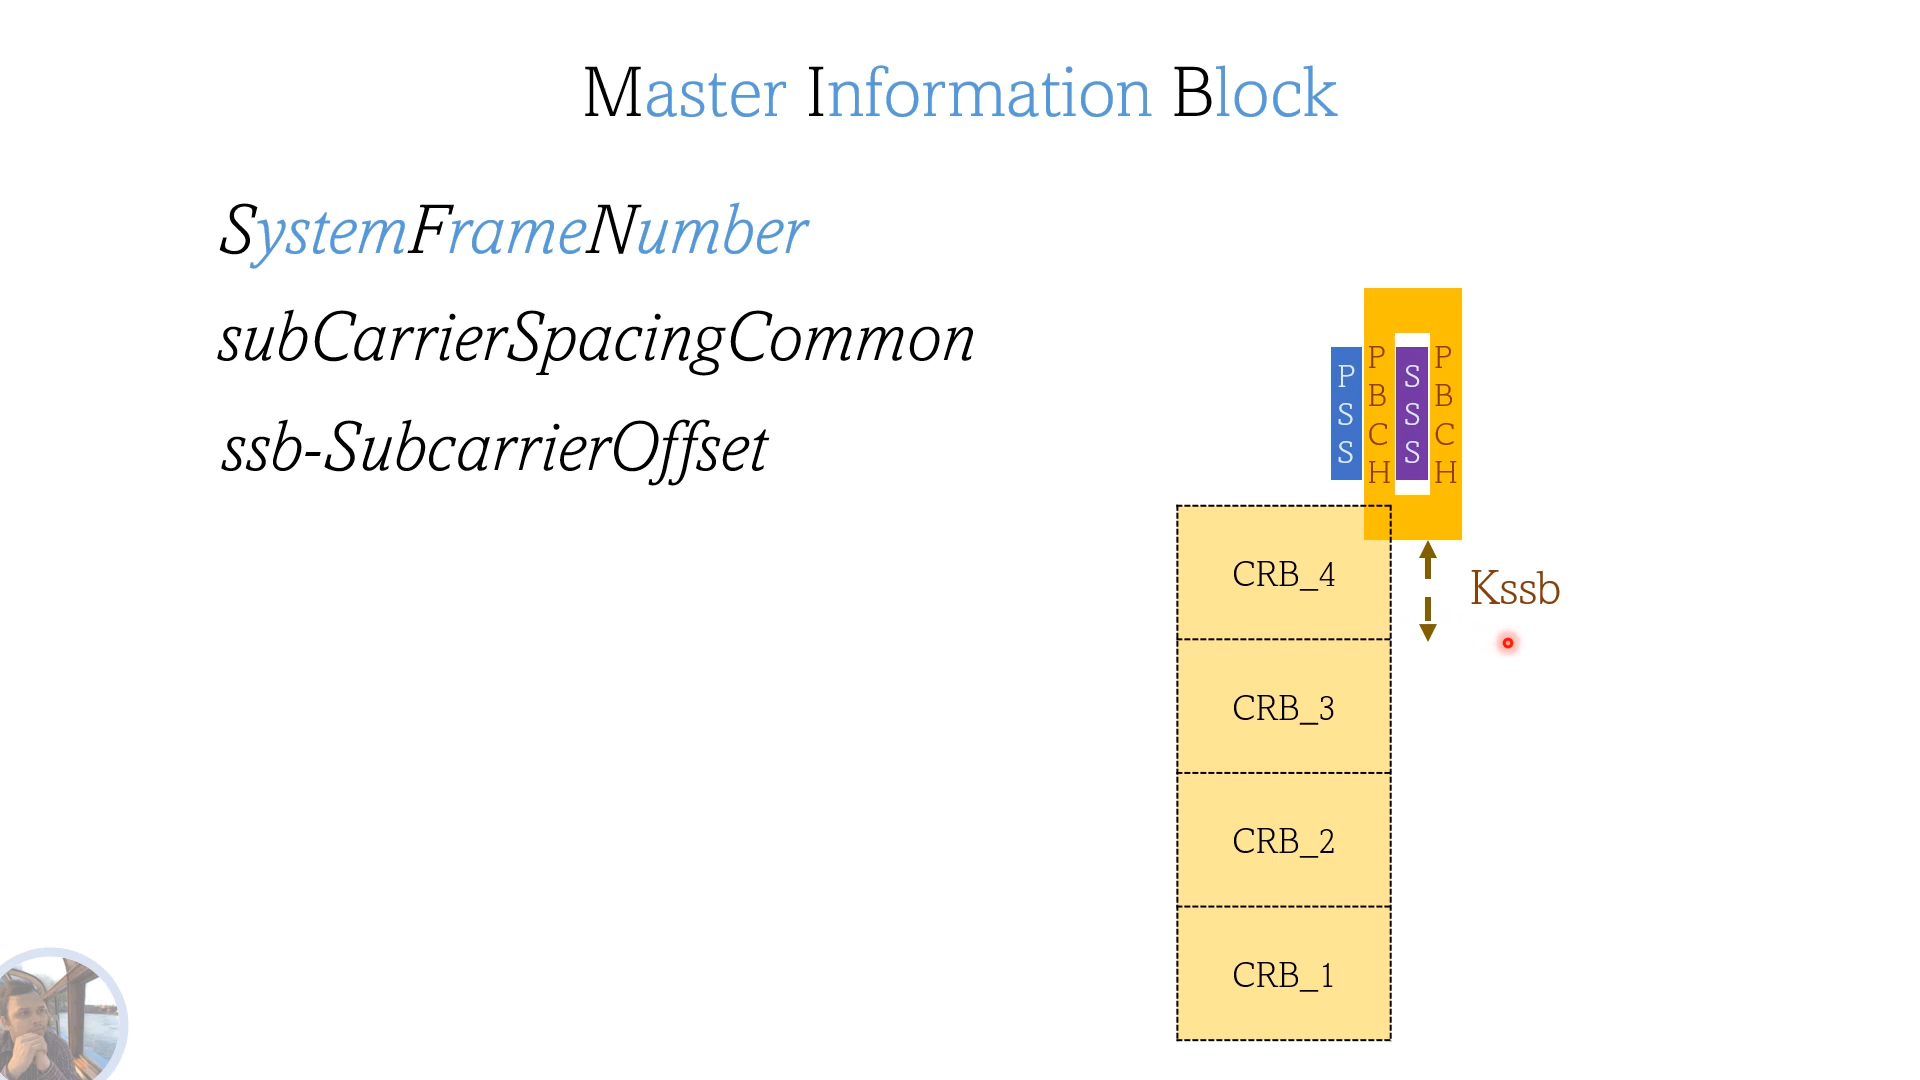 Master Information Block
SystemFrameNumber
subCarrierSpacingCommon
ssb-SubcarrierOffset
PSS
PBCH
SSS
PBCH
CRB_4
Kssb
CRB_3
CRB_2
CRB_1